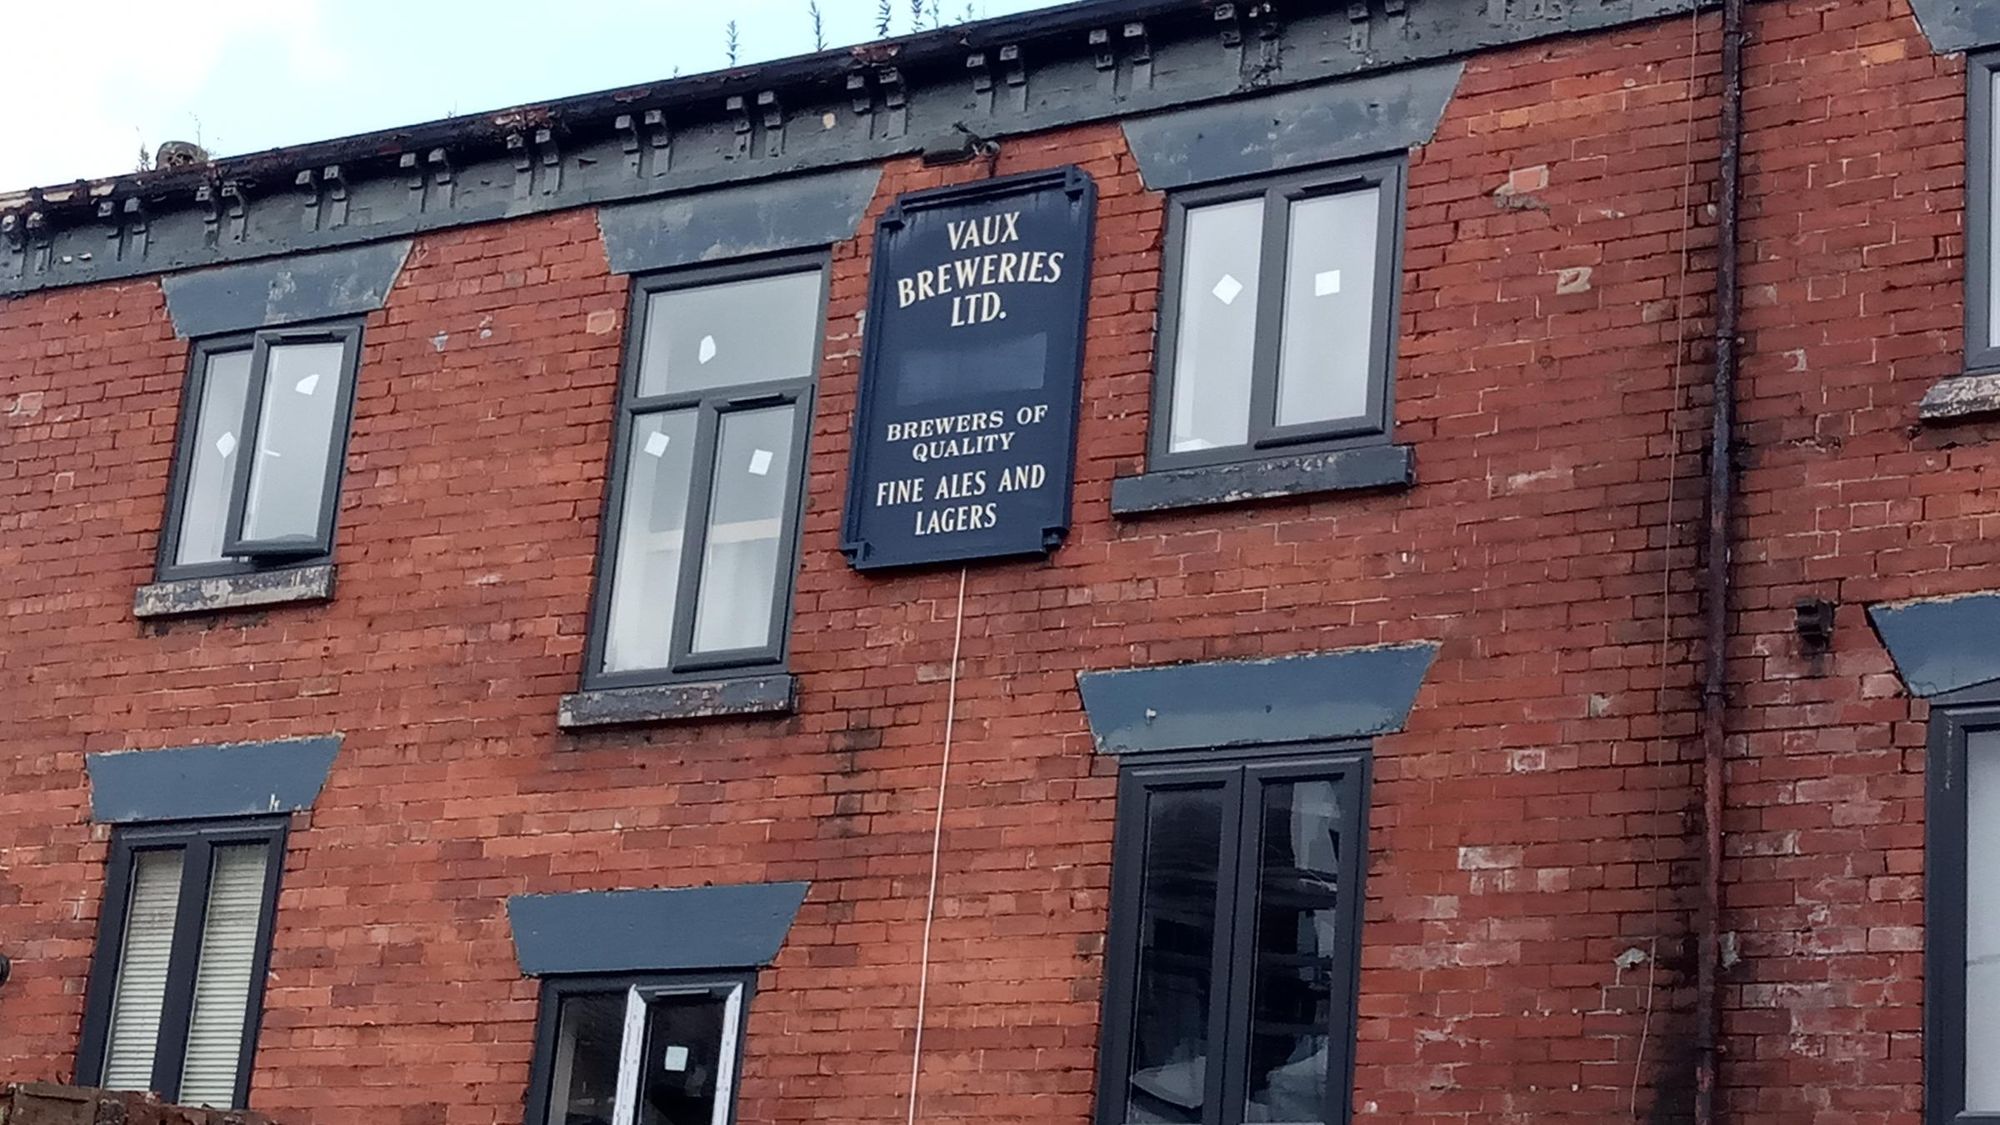 VAUX
BREWERIES
LTD.
BREWERS OF
QUALITY
FINE ALES AND
LAGERS